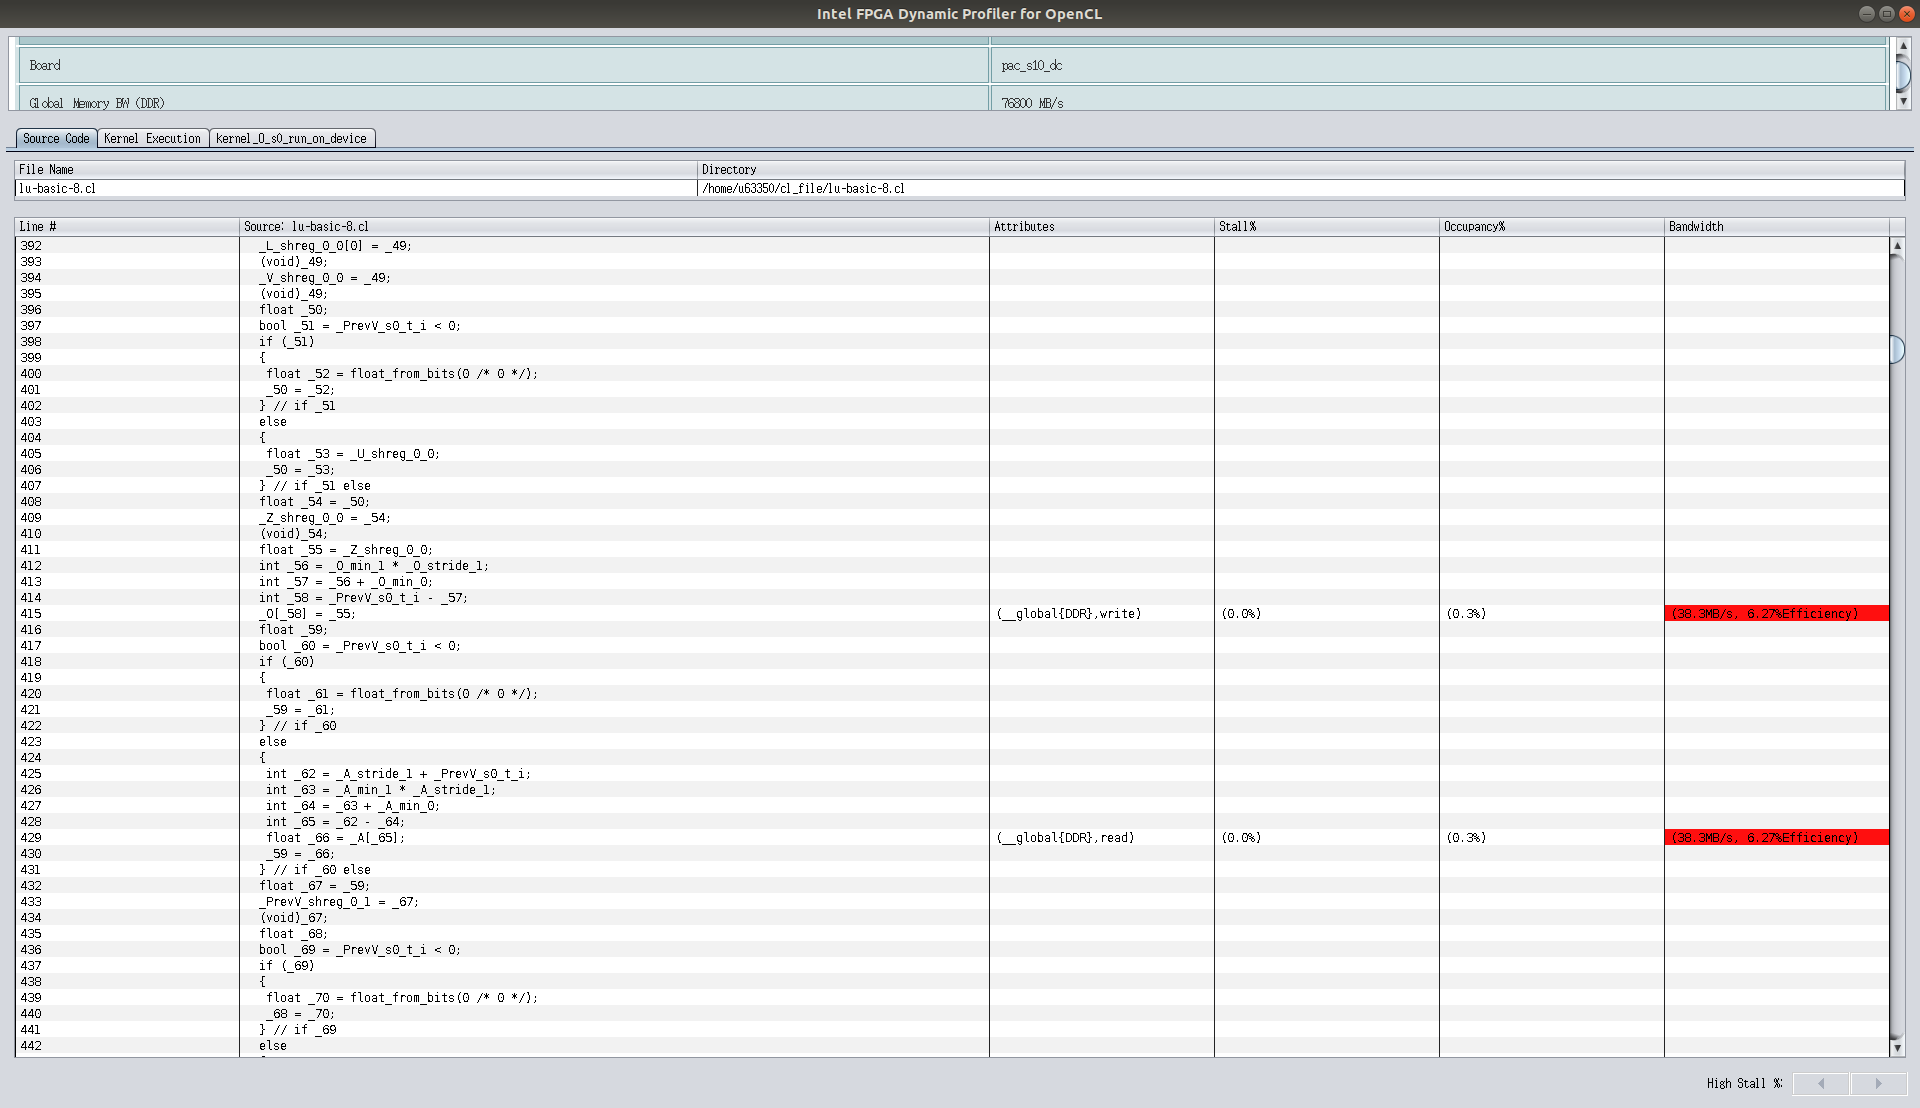 Intel FPGA Dynamic Profiler for OpenCL
Board pac_s10_dc
Global Memory BW (DDR) 76800 MB/s
Source Code Kernel Execution kernel_O_s0_run_on_device
File Name Directory
lu-basic-8.cl /home/u63350/cl_file/lu-basic-8.cl
Line # Source: lu-basic-8.cl Attributes Stall% Occupancy% Bandwidth
392 _L_shreg_0_0[0] = _49;
393 (void)_49;
394 _V_shreg_0_0 = _49;
395 (void)_49;
396 float _50;
397 bool _51 = _PrevV_s0_t_i < 0;
398 if (_51)
399 {
400 float _52 = float_from_bits(0 /* 0 */);
401 _50 = _52;
402 } // if _51
403 else
404 {
405 float _53 = _U_shreg_0_0;
406 _50 = _53;
407 } // if _51 else
408 float _54 = _50;
409 _Z_shreg_0_0 = _54;
410 (void)_54;
411 float _55 = _Z_shreg_0_0;
412 int _56 = _O_min_1 * _O_stride_1;
413 int _57 = _56 + _O_min_0;
414 int _58 = _PrevV_s0_t_i - _57;
415 _O[_58] = _55; (__global{DDR},write) (0.0%) (0.3%) (38.3MB/s, 6.27%Efficiency)
416 float _59;
417 bool _60 = _PrevV_s0_t_i < 0;
418 if (_60)
419 {
420 float _61 = float_from_bits(0 /* 0 */);
421 _59 = _61;
422 } // if _60
423 else
424 {
425 int _62 = _A_stride_1 + _PrevV_s0_t_i;
426 int _63 = _A_min_1 * _A_stride_1;
427 int _64 = _63 + _A_min_0;
428 int _65 = _62 - _64;
429 float _66 = _A[_65]; (__global{DDR},read) (0.0%) (0.3%) (38.3MB/s, 6.27%Efficiency)
430 _59 = _66;
431 } // if _60 else
432 float _67 = _59;
433 _PrevV_shreg_0_1 = _67;
434 (void)_67;
435 float _68;
436 bool _69 = _PrevV_s0_t_i < 0;
437 if (_69)
438 {
439 float _70 = float_from_bits(0 /* 0 */);
440 _68 = _70;
441 } // if _69
442 else
High Stall %: